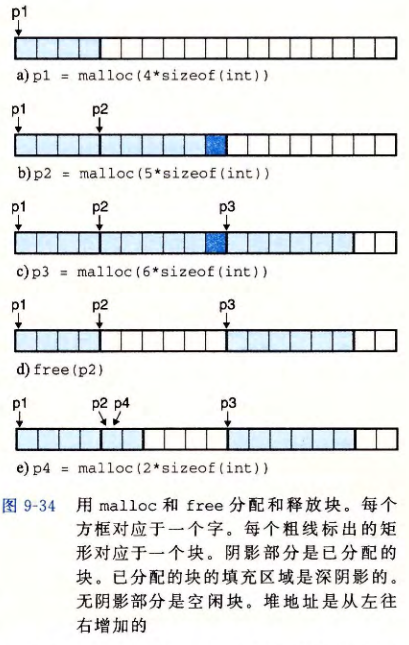 p1
a) p1 = malloc(4*sizeof(int))
p1 p2
b) p2 = malloc(5*sizeof(int))
p1 p2 p3
c) p3 = malloc(6*sizeof(int))
p1 p2 p3
d) free(p2)
p1 p2 p4 p3
e) p4 = malloc(2*sizeof(int))
图 9-34 用 malloc 和 free 分配和释放块。每个
方框对应于一个字。每个粗线标出的矩
形对应于一个块。阴影部分是已分配的
块。已分配的块的填充区域是深阴影的。
无阴影部分是空闲块。堆地址是从左往
右增加的